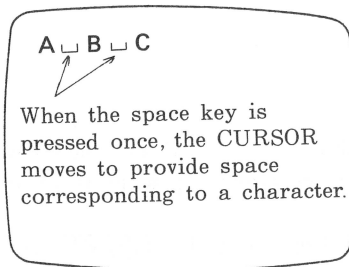 A ␣ B ␣ C
When the space key is
pressed once, the CURSOR
moves to provide space
corresponding to a character.